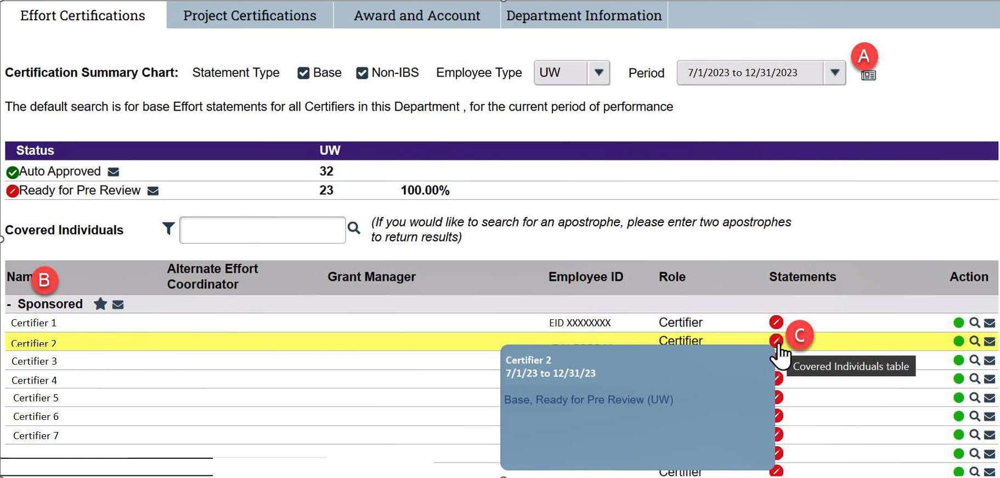 Effort Certifications Project Certifications Award and Account Department Information
A
Certification Summary Chart: Statement Type Base Non-IBS Employee Type UW Period 7/1/2023 to 12/31/2023
The default search is for base Effort statements for all Certifiers in this Department , for the current period of performance
Status UW
Auto Approved 32
Ready for Pre Review 23 100.00%
Covered Individuals (If you would like to search for an apostrophe, please enter two apostrophes
to return results)
Nam B Alternate Effort Coordinator Grant Manager Employee ID Role Statements Action
- Sponsored
Certifier 1 EID XXXXXXXX Certifier
Certifier 2 Certifier C
Certifier 3
Certifier 2
7/1/23 to 12/31/23
Base, Ready for Pre Review (UW)
Covered Individuals table
Certifier 4
Certifier 5
Certifier 6
Certifier 7
Certifier